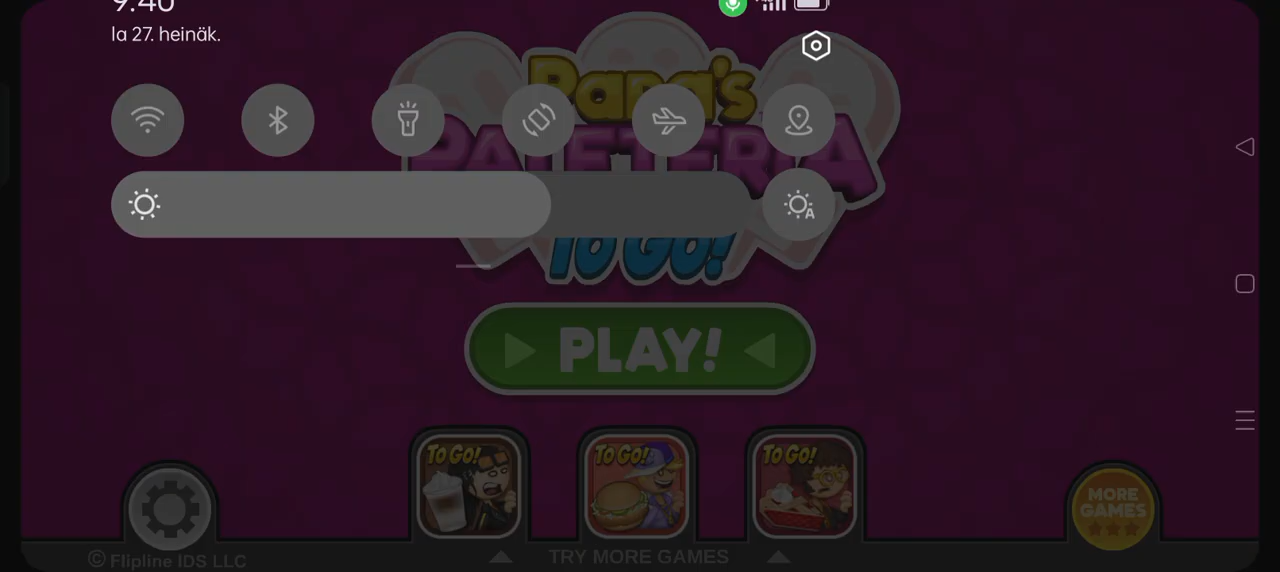 9:40
la 27. heinäk.
A
Papa's
PALETERIA
TO GO!
PLAY!
TO GO!
TO GO!
TO GO!
MORE
GAMES
TRY MORE GAMES
© Flipline IDS LLC